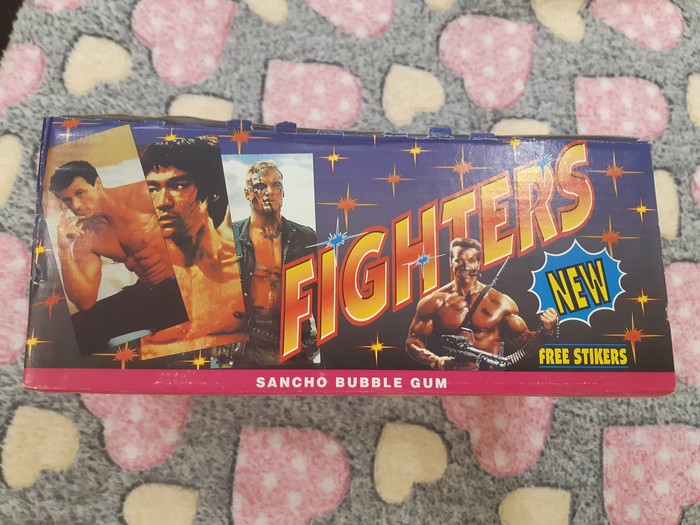 FIGHTERS
NEW
FREE STIKERS
SANCHO BUBBLE GUM